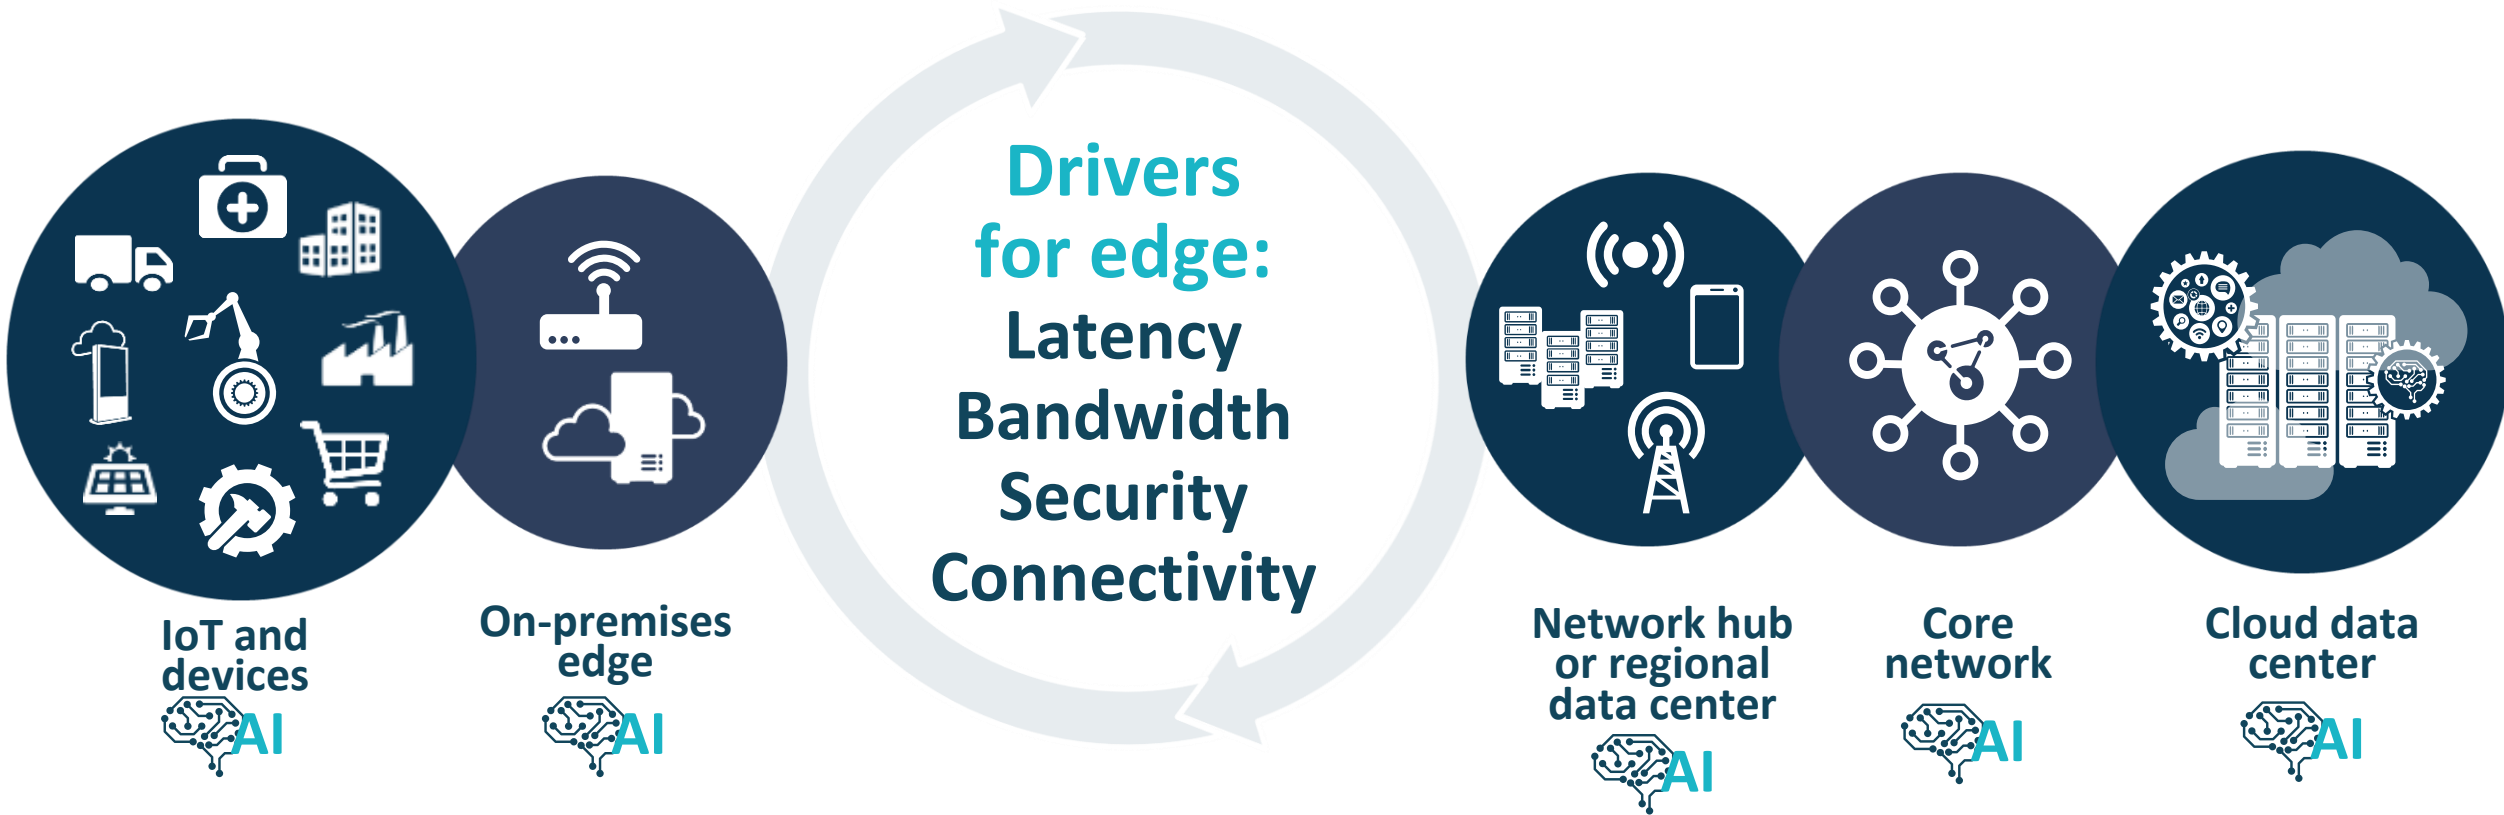 Drivers
for edge:
Latency
Bandwidth
Security
Connectivity
IoT and
devices
AI
On-premises
edge
AI
Network hub
or regional
data center
AI
Core
network
AI
Cloud data
center
AI